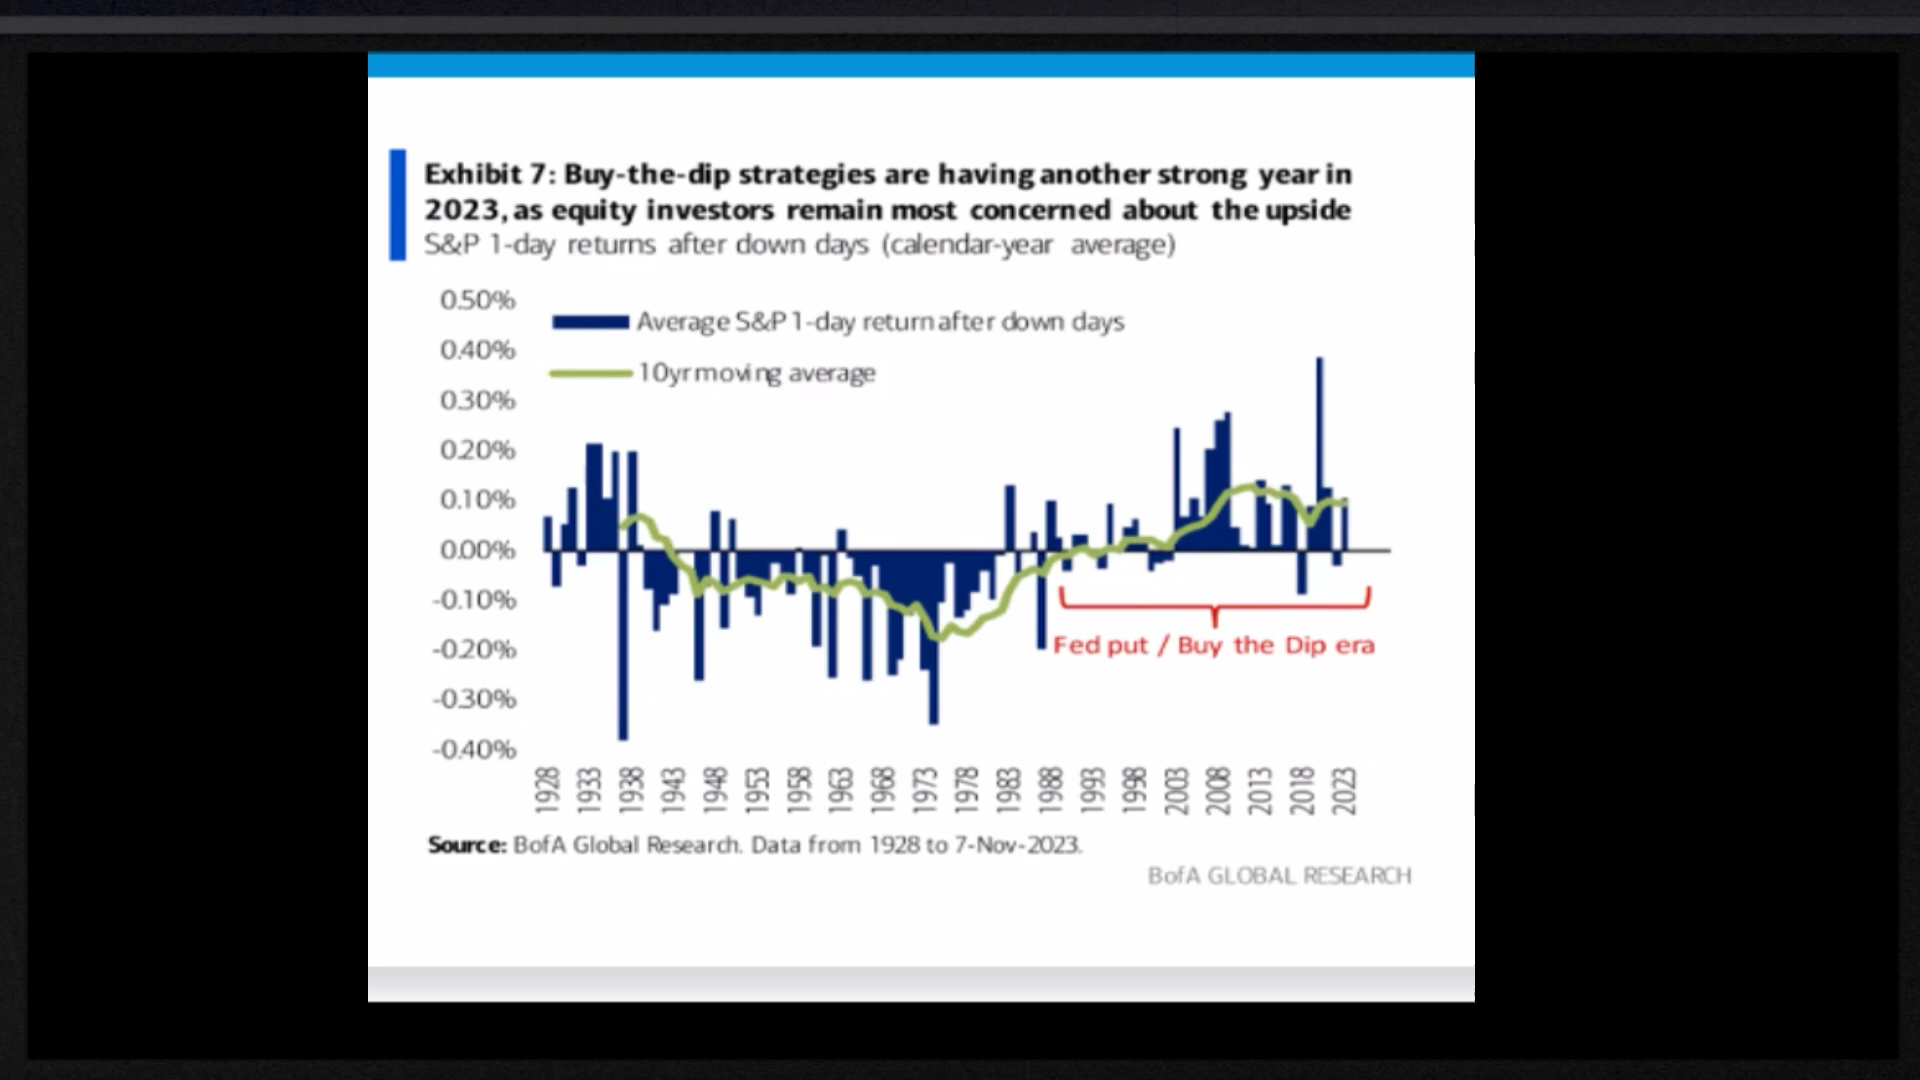 Exhibit 7: Buy-the-dip strategies are having another strong year in
2023, as equity investors remain most concerned about the upside
S&P 1-day returns after down days (calendar-year average)
0.50%
Average S&P 1-day return after down days
0.40%
10yr moving average
0.30%
0.20%
0.10%
0.00%
-0.10%
-0.20%
Fed put / Buy the Dip era
-0.30%
-0.40%
1928 1933 1938 1943 1948 1953 1958 1963 1968 1973 1978 1983 1988 1993 1998 2003 2008 2013 2018 2023
Source: BofA Global Research. Data from 1928 to 7-Nov-2023.
BofA GLOBAL RESEARCH